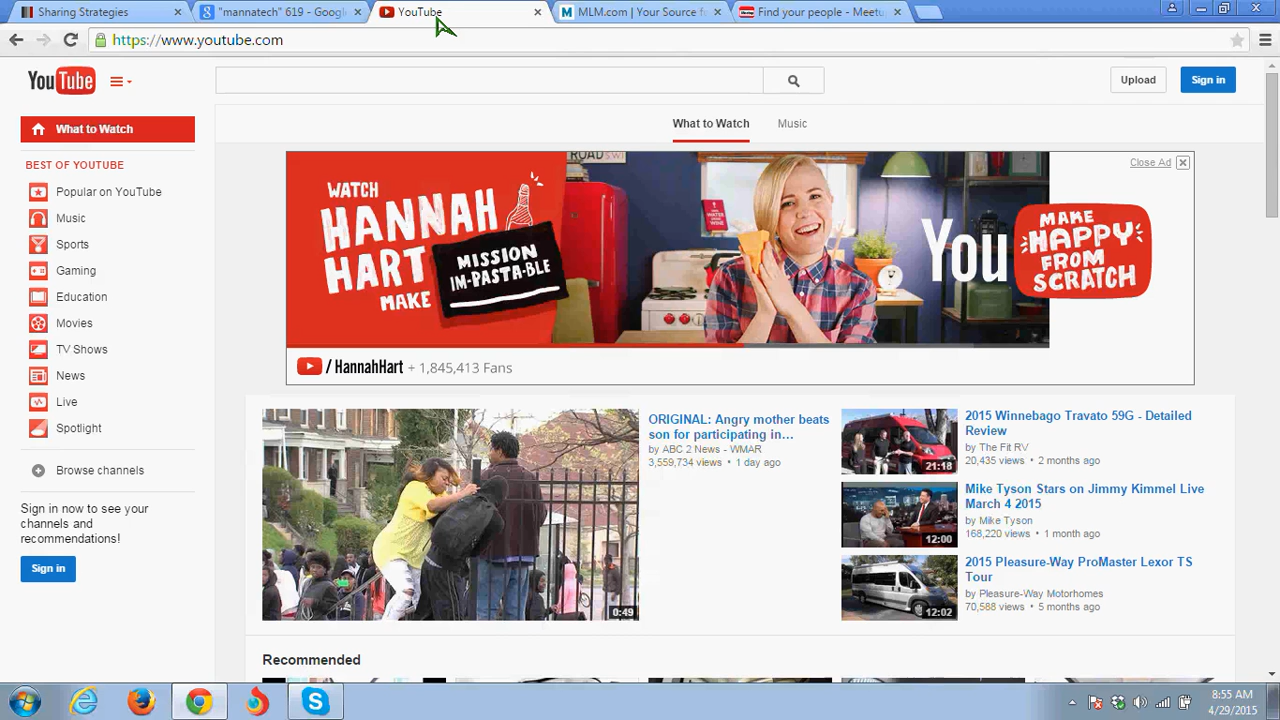 Sharing Strategies
"mannatech" 619 - Googl
YouTube
MLM.com | Your Source f
Find your people - Meetu
https://www.youtube.com
YouTube
Upload
Sign in
What to Watch
What to Watch
Music
BEST OF YOUTUBE
Popular on YouTube
Music
Sports
Gaming
Education
Movies
TV Shows
News
Live
Spotlight
Browse channels
Sign in now to see your
channels and
recommendations!
Sign in
Close Ad
WATCH
HANNAH
HART
MAKE
MISSION
IM-PASTA-BLE
You
MAKE
HAPPY
FROM
SCRATCH
/HannahHart + 1,845,413 Fans
0:49
ORIGINAL: Angry mother beats
son for participating in...
by ABC 2 News - WMAR
3,559,734 views • 1 day ago
21:18
2015 Winnebago Travato 59G - Detailed
Review
by The Fit RV
20,435 views • 2 months ago
12:00
Mike Tyson Stars on Jimmy Kimmel Live
March 4 2015
by Mike Tyson
168,220 views • 1 month ago
12:02
2015 Pleasure-Way ProMaster Lexor TS
Tour
by Pleasure-Way Motorhomes
70,588 views • 5 months ago
Recommended
8:55 AM
4/29/2015